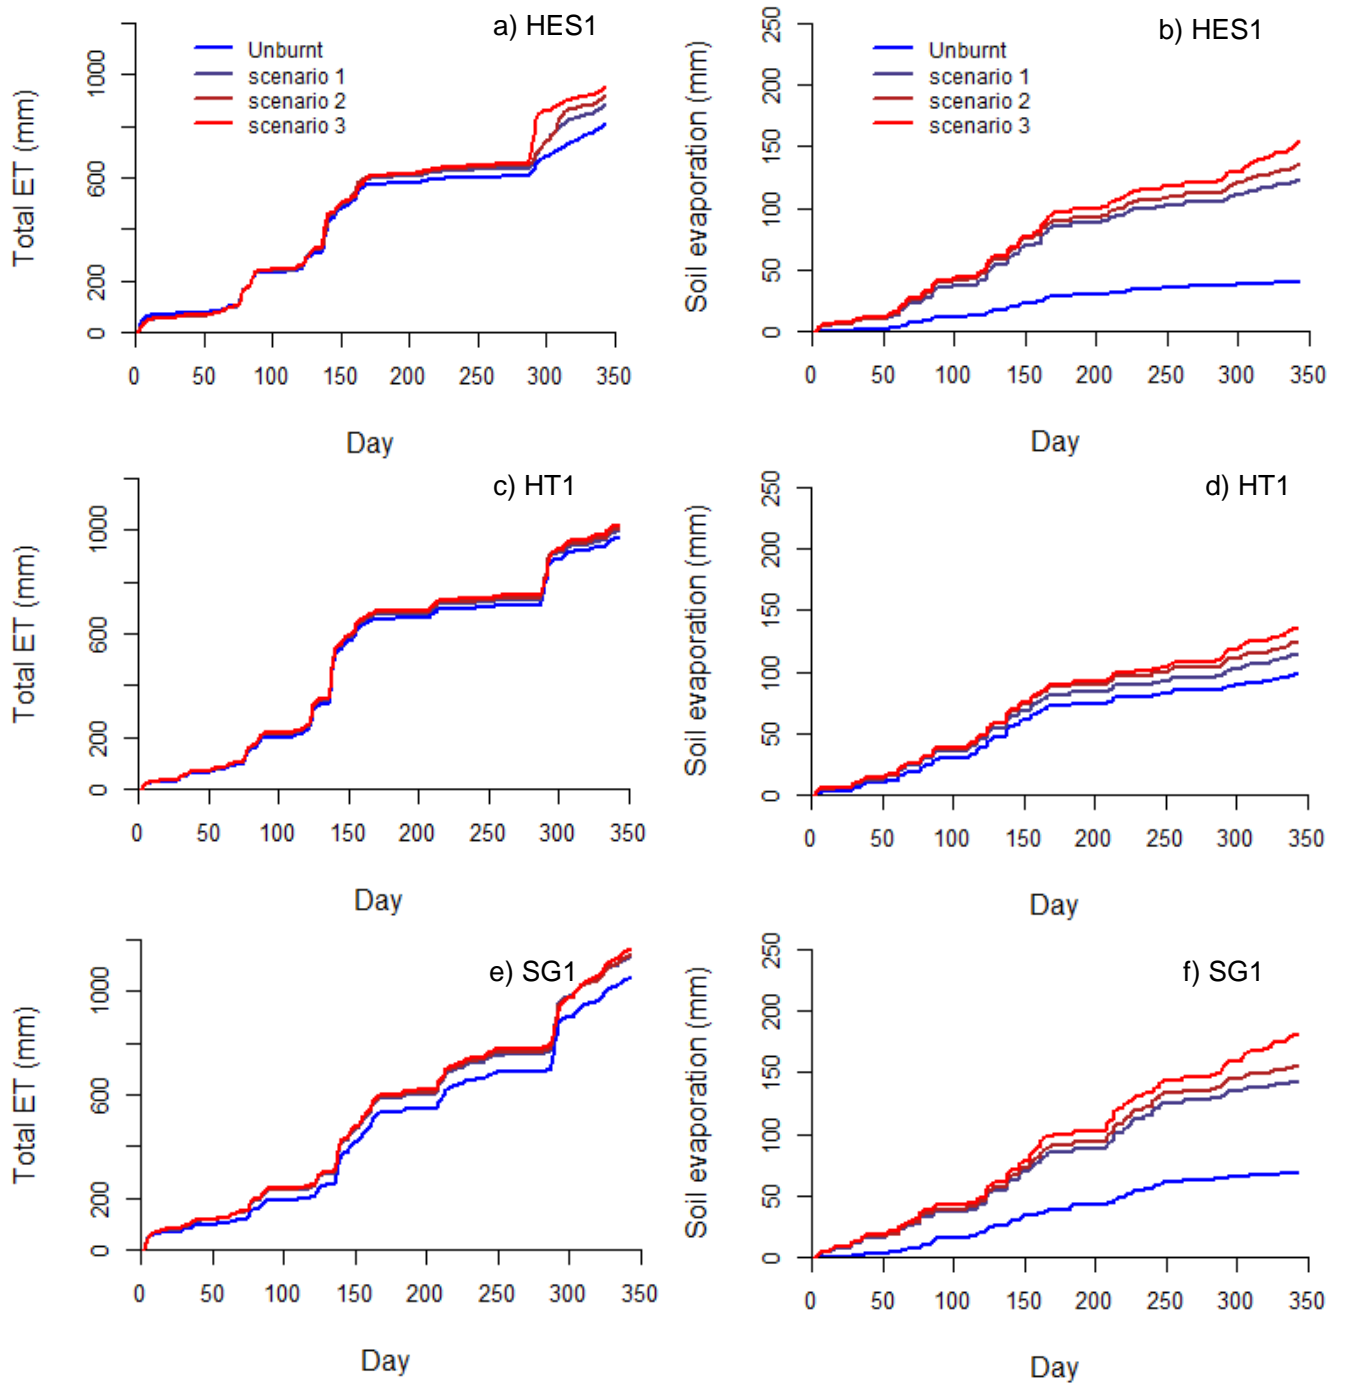 a) HES1
Total ET (mm)
0 200 600 1000
Unburnt
scenario 1
scenario 2
scenario 3
0 50 100 150 200 250 300 350
Day
b) HES1
Soil evaporation (mm)
0 50 100 150 200 250
Unburnt
scenario 1
scenario 2
scenario 3
0 50 100 150 200 250 300 350
Day
c) HT1
Total ET (mm)
0 200 600 1000
0 50 100 150 200 250 300 350
Day
d) HT1
Soil evaporation (mm)
0 50 100 150 200 250
0 50 100 150 200 250 300 350
Day
e) SG1
Total ET (mm)
0 200 600 1000
0 50 100 150 200 250 300 350
Day
f) SG1
Soil evaporation (mm)
0 50 100 150 200 250
0 50 100 150 200 250 300 350
Day